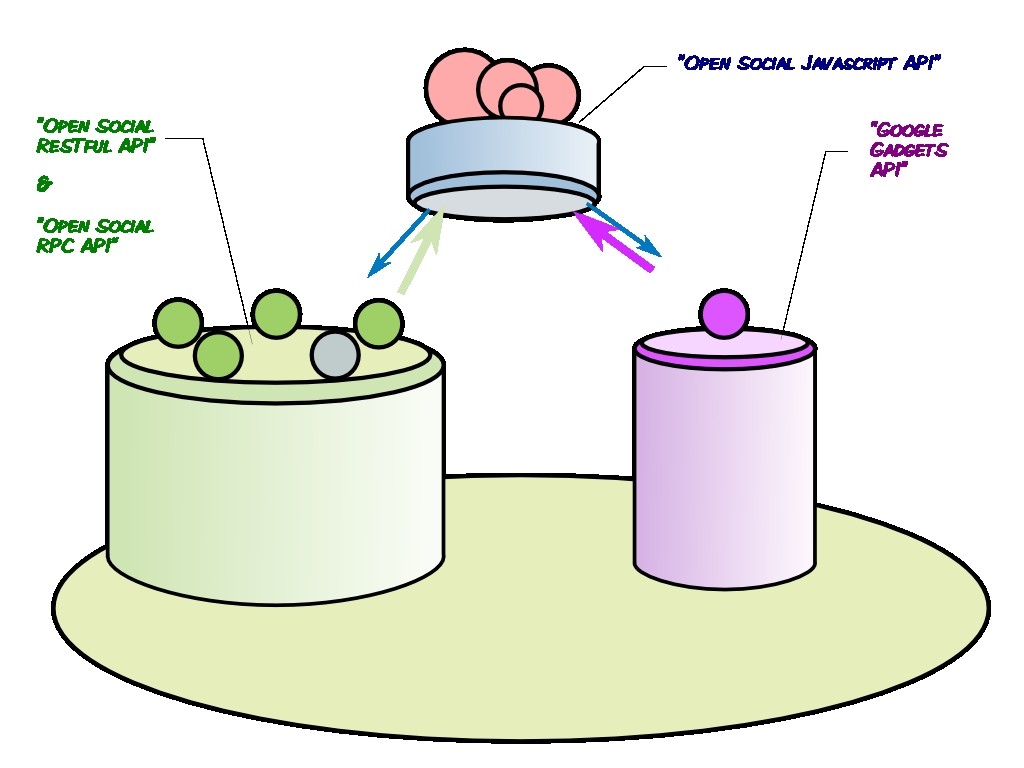 "Open Social Javascript API"
"Open Social
RESTful API"
&
"Open Social
RPC API"
"Google
Gadgets
API"